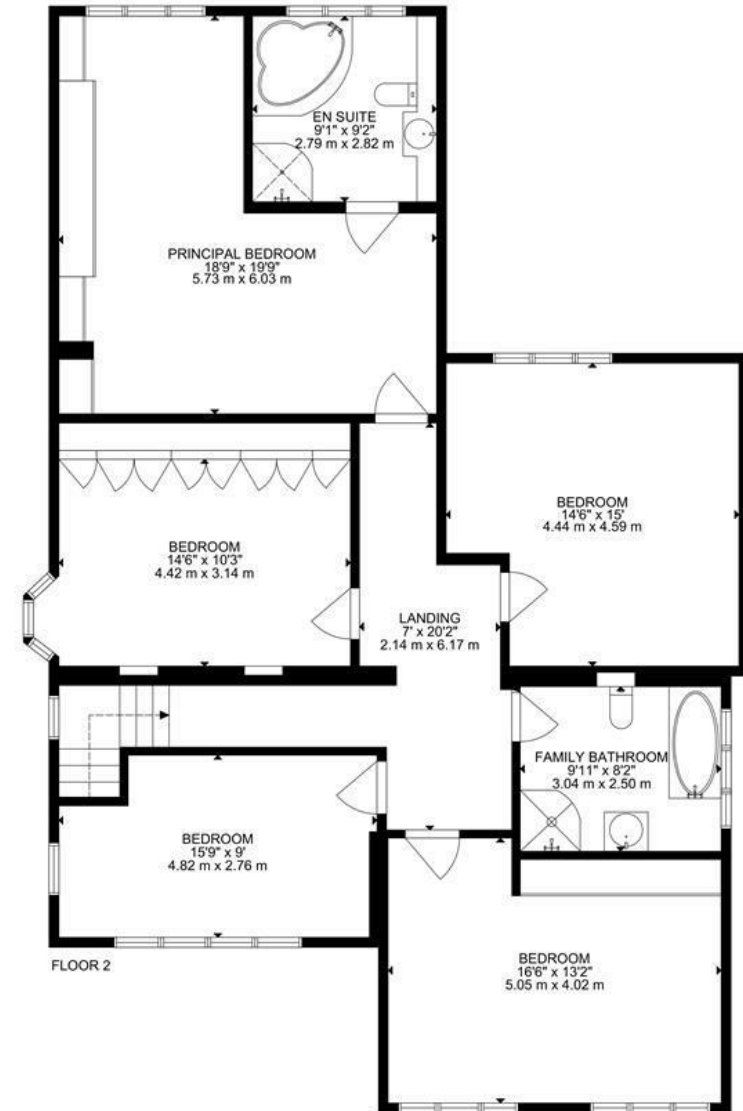 EN SUITE
9'1" x 9'2"
2.79 m x 2.82 m
PRINCIPAL BEDROOM
18'9" x 19'9"
5.73 m x 6.03 m
BEDROOM
14'6" x 15'
4.44 m x 4.59 m
BEDROOM
14'6" x 10'3"
4.42 m x 3.14 m
LANDING
7' x 20'2"
2.14 m x 6.17 m
FAMILY BATHROOM
9'11" x 8'2"
3.04 m x 2.50 m
BEDROOM
15'9" x 9'
4.82 m x 2.76 m
BEDROOM
16'6" x 13'2"
5.05 m x 4.02 m
FLOOR 2